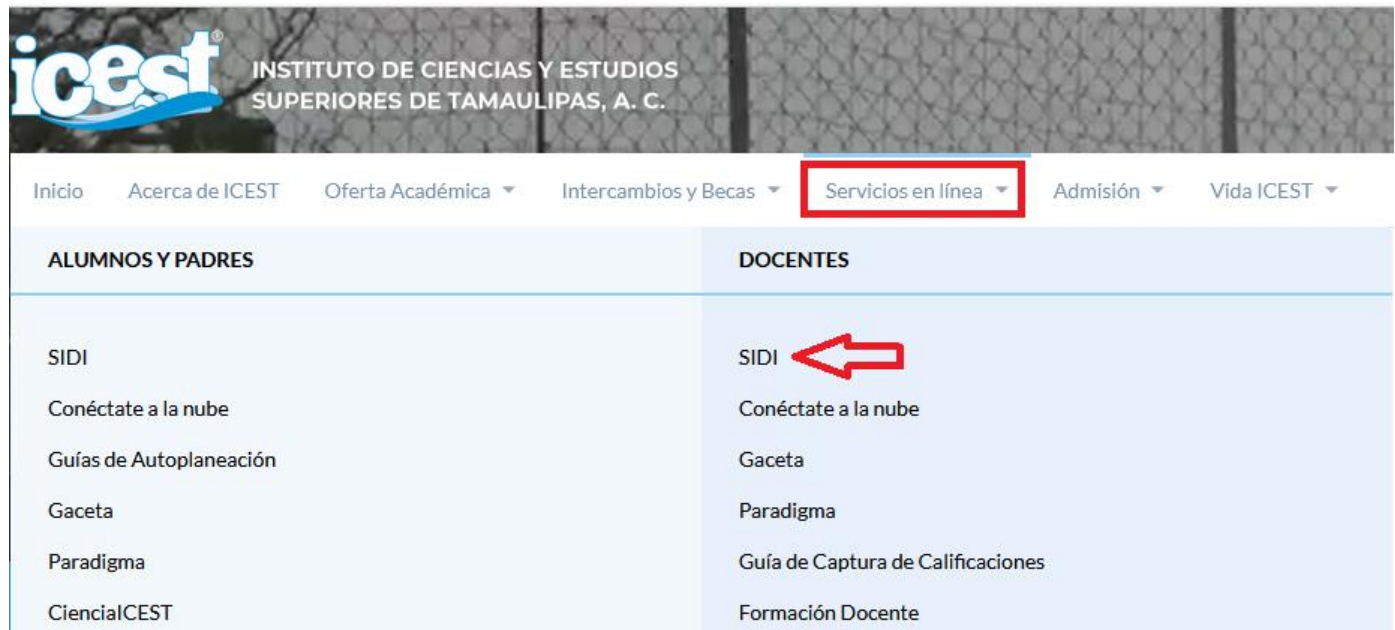 icest®
INSTITUTO DE CIENCIAS Y ESTUDIOS
SUPERIORES DE TAMAULIPAS, A. C.
Inicio Acerca de ICEST Oferta Académica Intercambios y Becas Servicios en línea Admisión Vida ICEST
ALUMNOS Y PADRES
SIDI
Conéctate a la nube
Guías de Autoplaneación
Gaceta
Paradigma
CienciaICEST
DOCENTES
SIDI
Conéctate a la nube
Gaceta
Paradigma
Guía de Captura de Calificaciones
Formación Docente